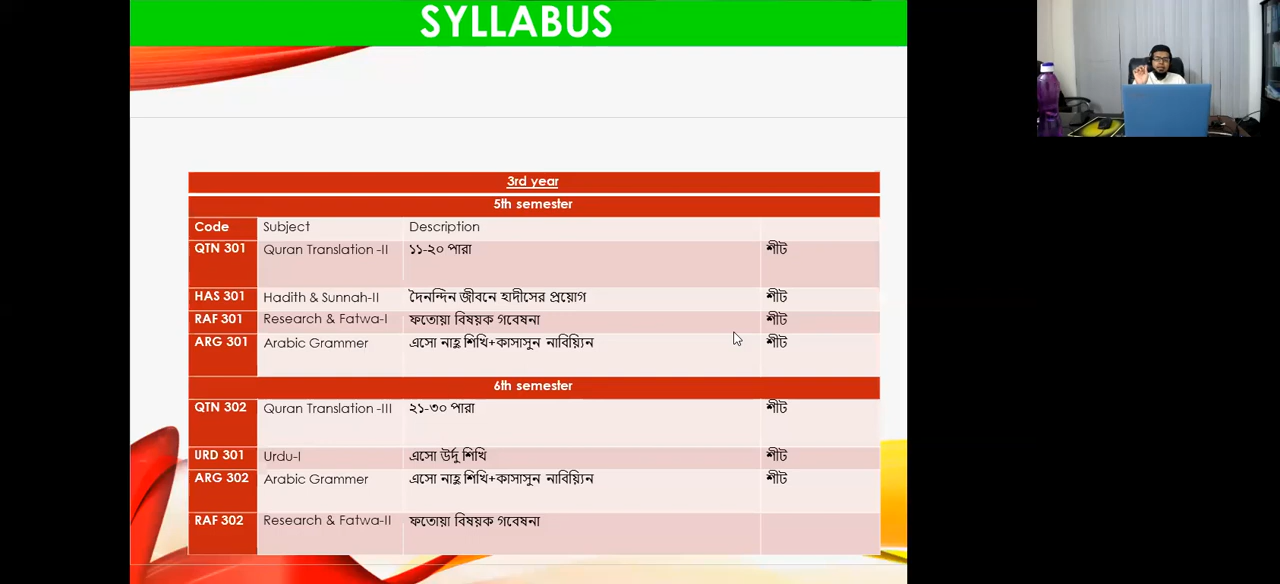 SYLLABUS
3rd year
5th semester
Code Subject Description
QTN 301 Quran Translation -II ১১-২০ পারা শীট
HAS 301 Hadith & Sunnah-II দৈনন্দিন জীবনে হাদীসের প্রয়োগ শীট
RAF 301 Research & Fatwa-I ফতোয়া বিষয়ক গবেষনা শীট
ARG 301 Arabic Grammer এসো নাহু শিখি+কাসাসুন নাবিয়্যিন শীট
6th semester
QTN 302 Quran Translation -III ২১-৩০ পারা শীট
URD 301 Urdu-I এসো উর্দু শিখি শীট
ARG 302 Arabic Grammer এসো নাহু শিখি+কাসাসুন নাবিয়্যিন শীট
RAF 302 Research & Fatwa-II ফতোয়া বিষয়ক গবেষনা